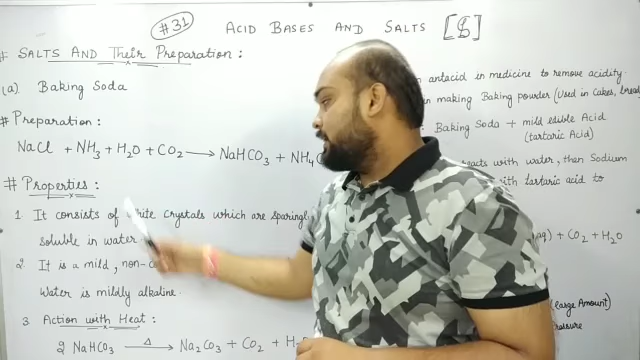 #31 ACID BASES AND SALTS [8]
# SALTS AND Their Preparation :
(a) Baking Soda
# Preparation :
NaCl + NH3 + H2O + CO2 → NaHCO3 + NH4
# Properties :
1. It consists of white crystals which are sparingl
soluble in water
2. It is a mild, non-c
Water is mildly alkaline.
3 Action with Heat :
2 NaHCO3 —Δ→ Na2CO3 + CO2 + H2
antacid in medicine to remove acidity.
in making Baking powder (Used in Cakes, bread
Baking Soda + mild edible Acid
(tartaric Acid)
reacts with water, then Sodium
with tartaric acid to
aq) + CO2 + H2O
(large Amount)